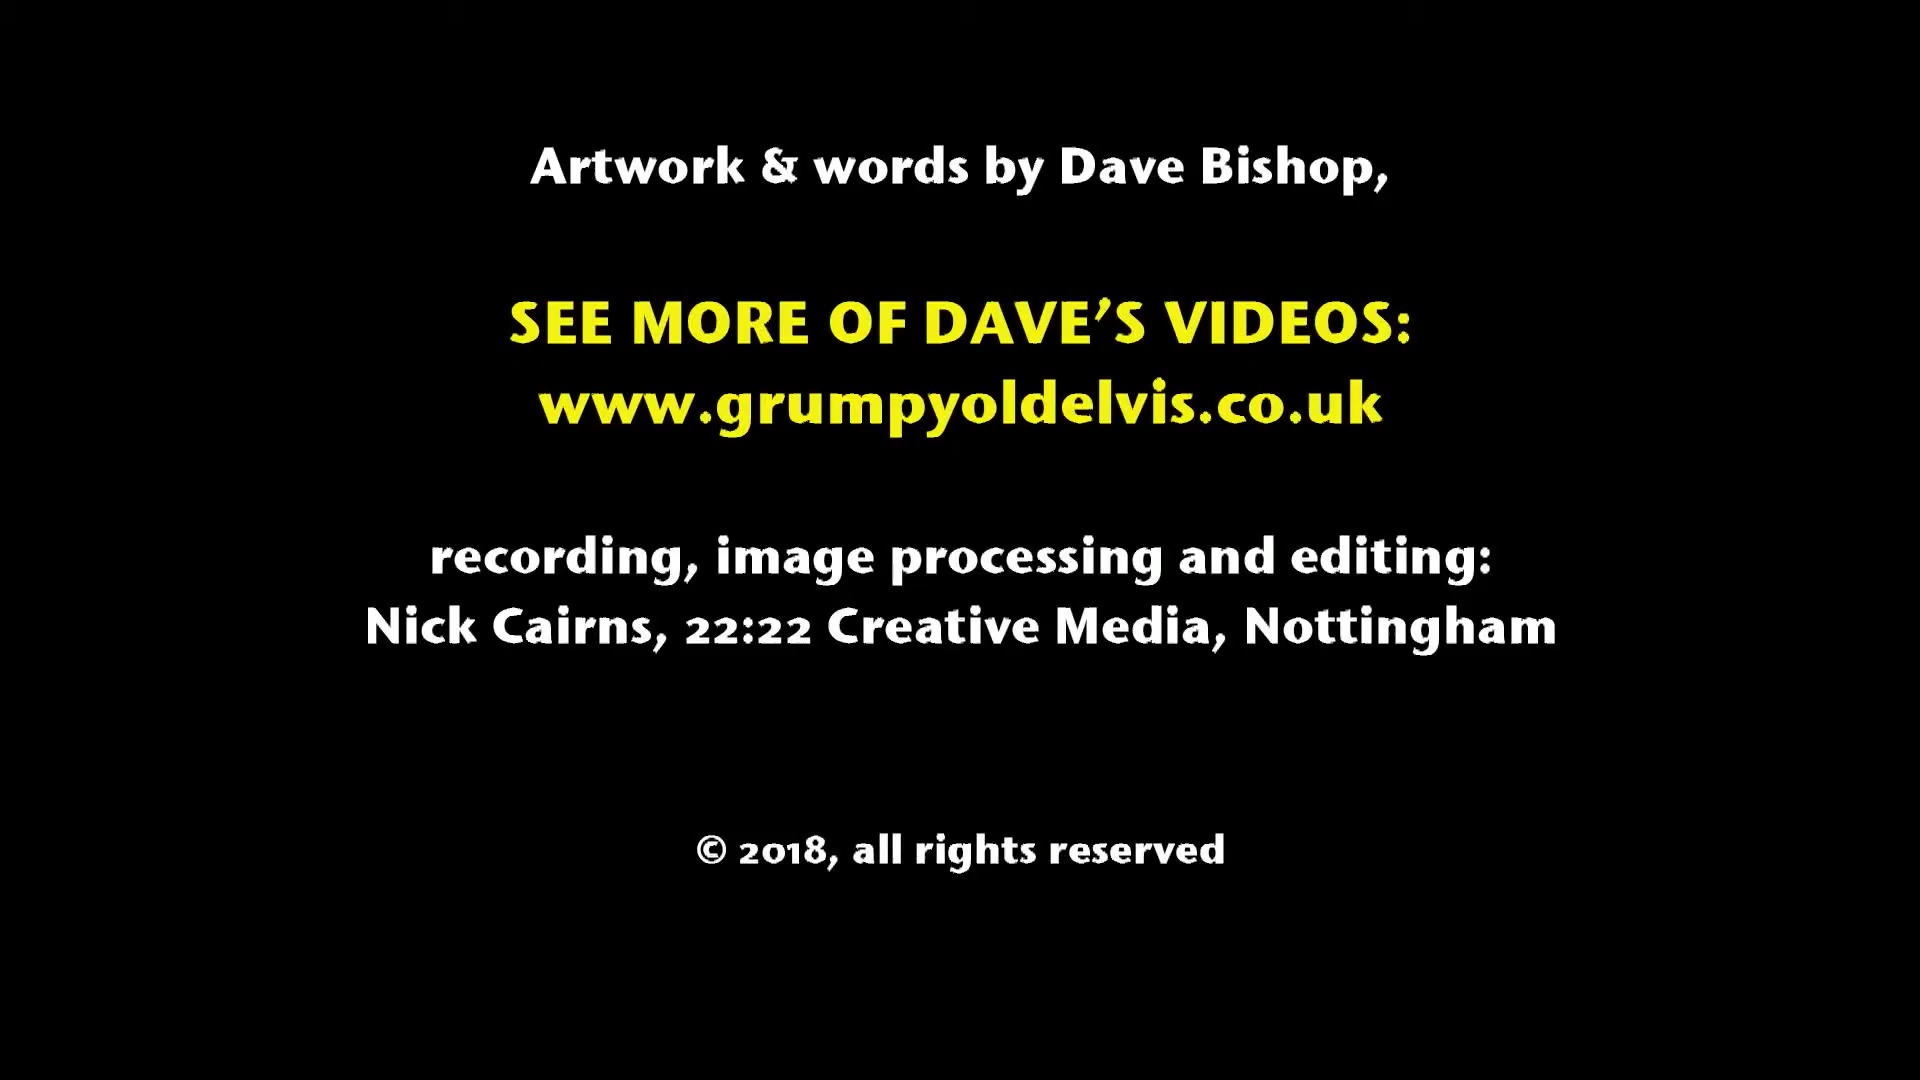 Artwork & words by Dave Bishop,
SEE MORE OF DAVE’S VIDEOS:
www.grumpyoldelvis.co.uk
recording, image processing and editing:
Nick Cairns, 22:22 Creative Media, Nottingham
© 2018, all rights reserved